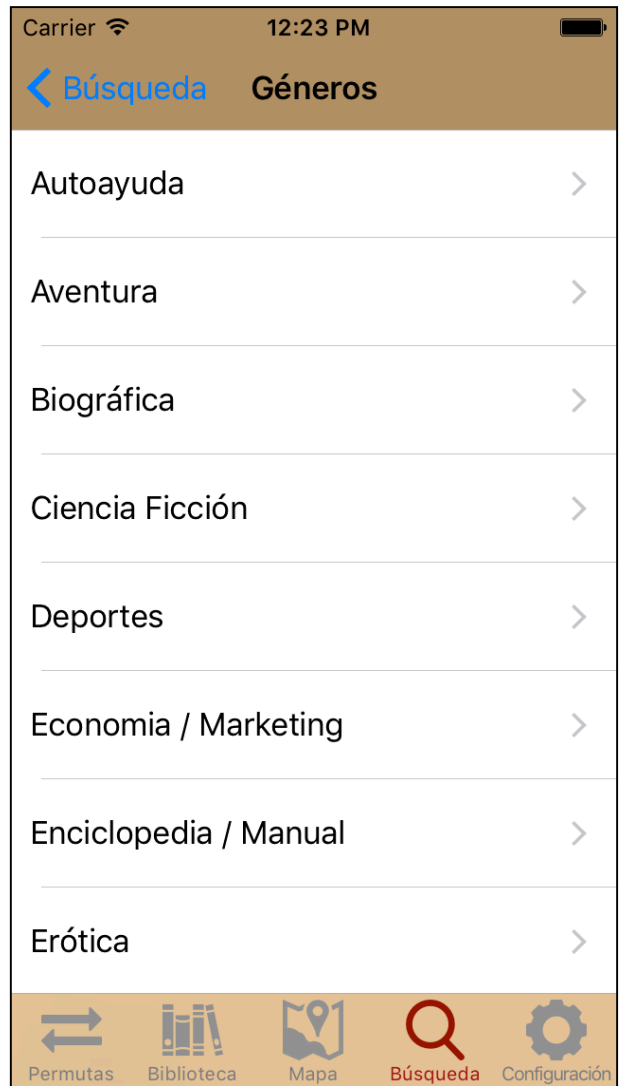 Carrier 12:23 PM
Búsqueda Géneros
Autoayuda
Aventura
Biográfica
Ciencia Ficción
Deportes
Economia / Marketing
Enciclopedia / Manual
Erótica
Permutas Biblioteca Mapa Búsqueda Configuración